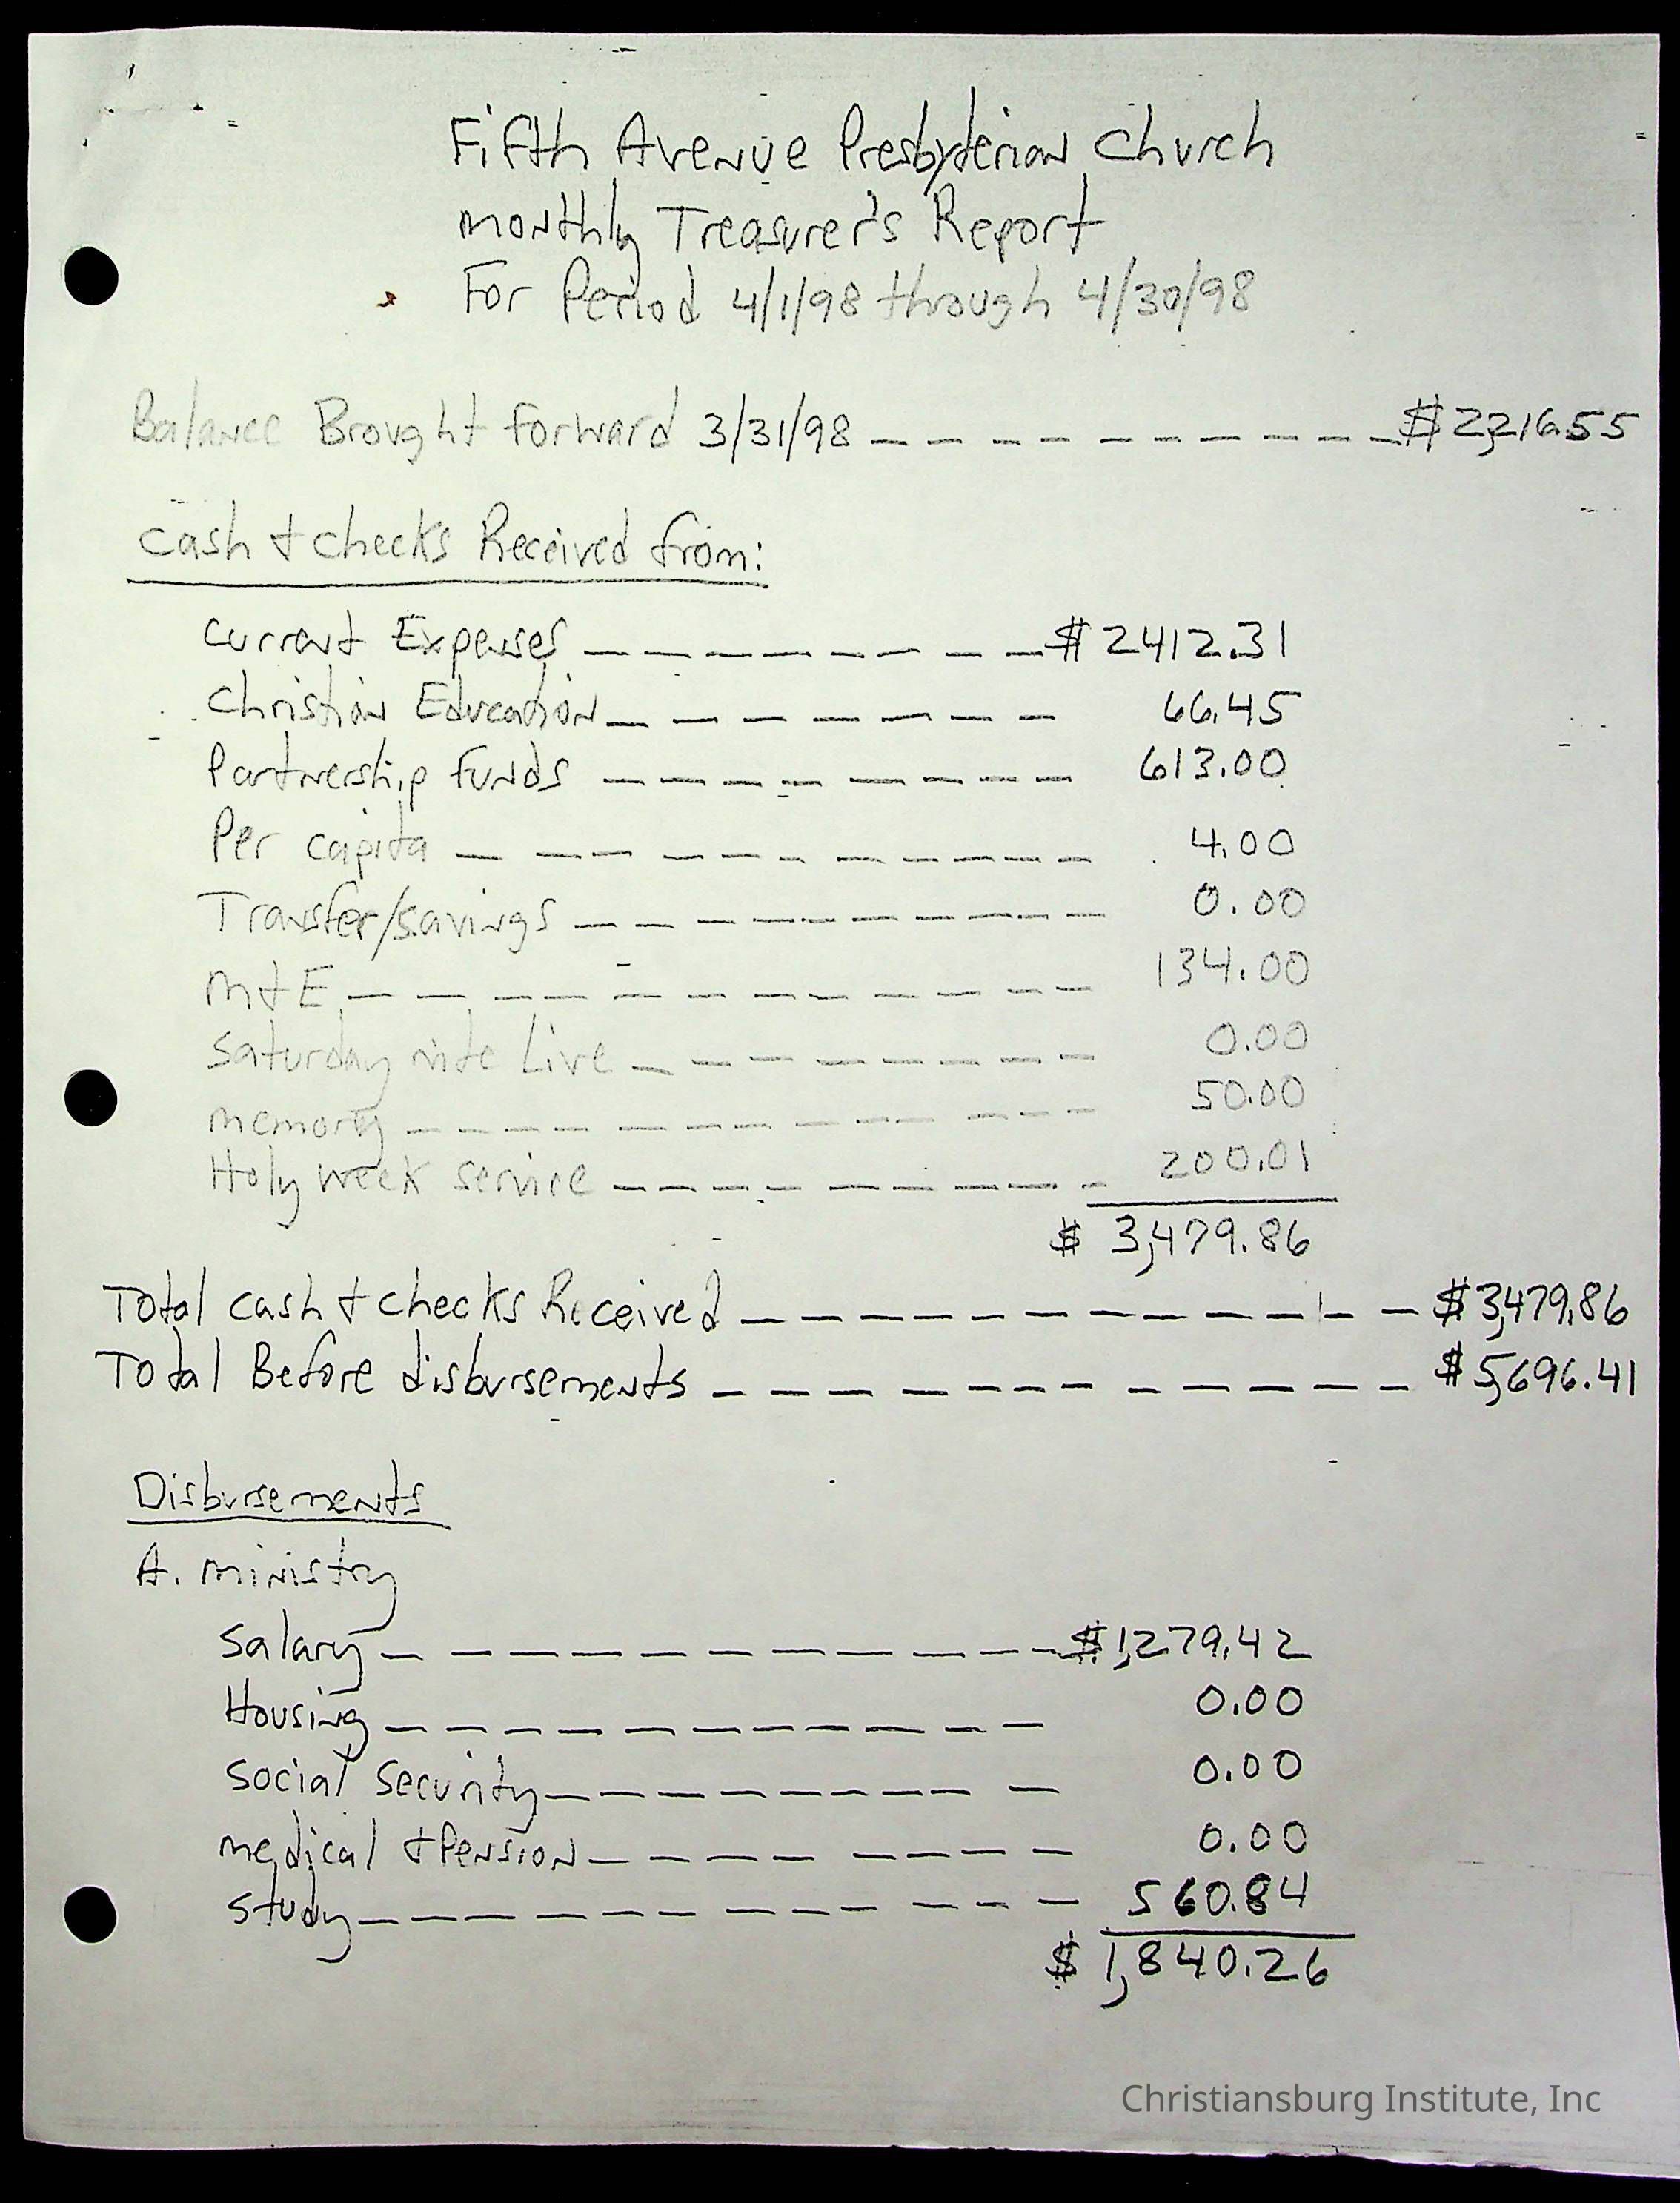 Fifth Avenue Presbyterian Church
Monthly Treasurer's Report
For Period 4/1/98 through 4/30/98
Balance Brought forward 3/31/98 _ _ _ _ _ _ _ _ _ _ $2,216.55
Cash & checks Received from:
Current Expenses _ _ _ _ _ _ _ _ _ $2412.31
Christian Education _ _ _ _ _ _ _ _ 66.45
Partnership funds _ _ _ _ _ _ _ _ _ 613.00
Per capita _ _ _ _ _ _ _ _ _ _ _ 4.00
Transfer/savings _ _ _ _ _ _ _ _ _ 0.00
M&E _ _ _ _ _ _ _ _ _ _ _ _ 134.00
Saturday nite Live _ _ _ _ _ _ _ _ 0.00
memory _ _ _ _ _ _ _ _ _ _ _ _ 50.00
Holy week service _ _ _ _ _ _ _ _ _ 200.01
$ 3,479.86
Total cash & checks Received _ _ _ _ _ _ _ _ _ _ _ $3,479.86
Total Before disbursements _ _ _ _ _ _ _ _ _ _ _ $5,696.41
Disbursements
A. Ministry
Salary _ _ _ _ _ _ _ _ _ _ _ $1,279.42
Housing _ _ _ _ _ _ _ _ _ _ _ 0.00
Social Security _ _ _ _ _ _ _ _ _ 0.00
medical & Pension _ _ _ _ _ _ _ _ 0.00
study _ _ _ _ _ _ _ _ _ _ _ _ 560.84
$ 1,840.26
Christiansburg Institute, Inc